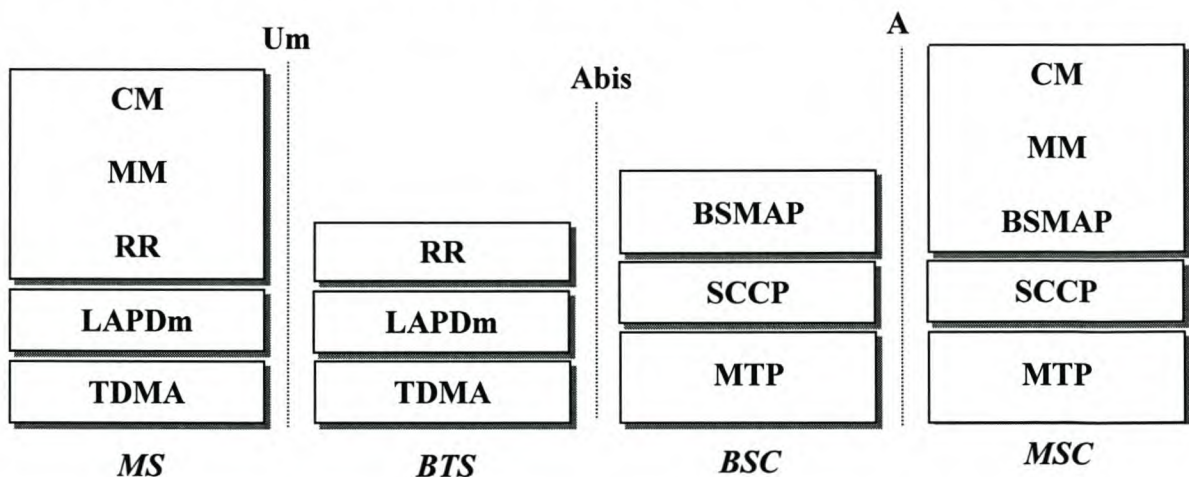 Um
Abis
A
CM
MM
RR
LAPDm
TDMA
MS
RR
LAPDm
TDMA
BTS
BSMAP
SCCP
MTP
BSC
CM
MM
BSMAP
SCCP
MTP
MSC